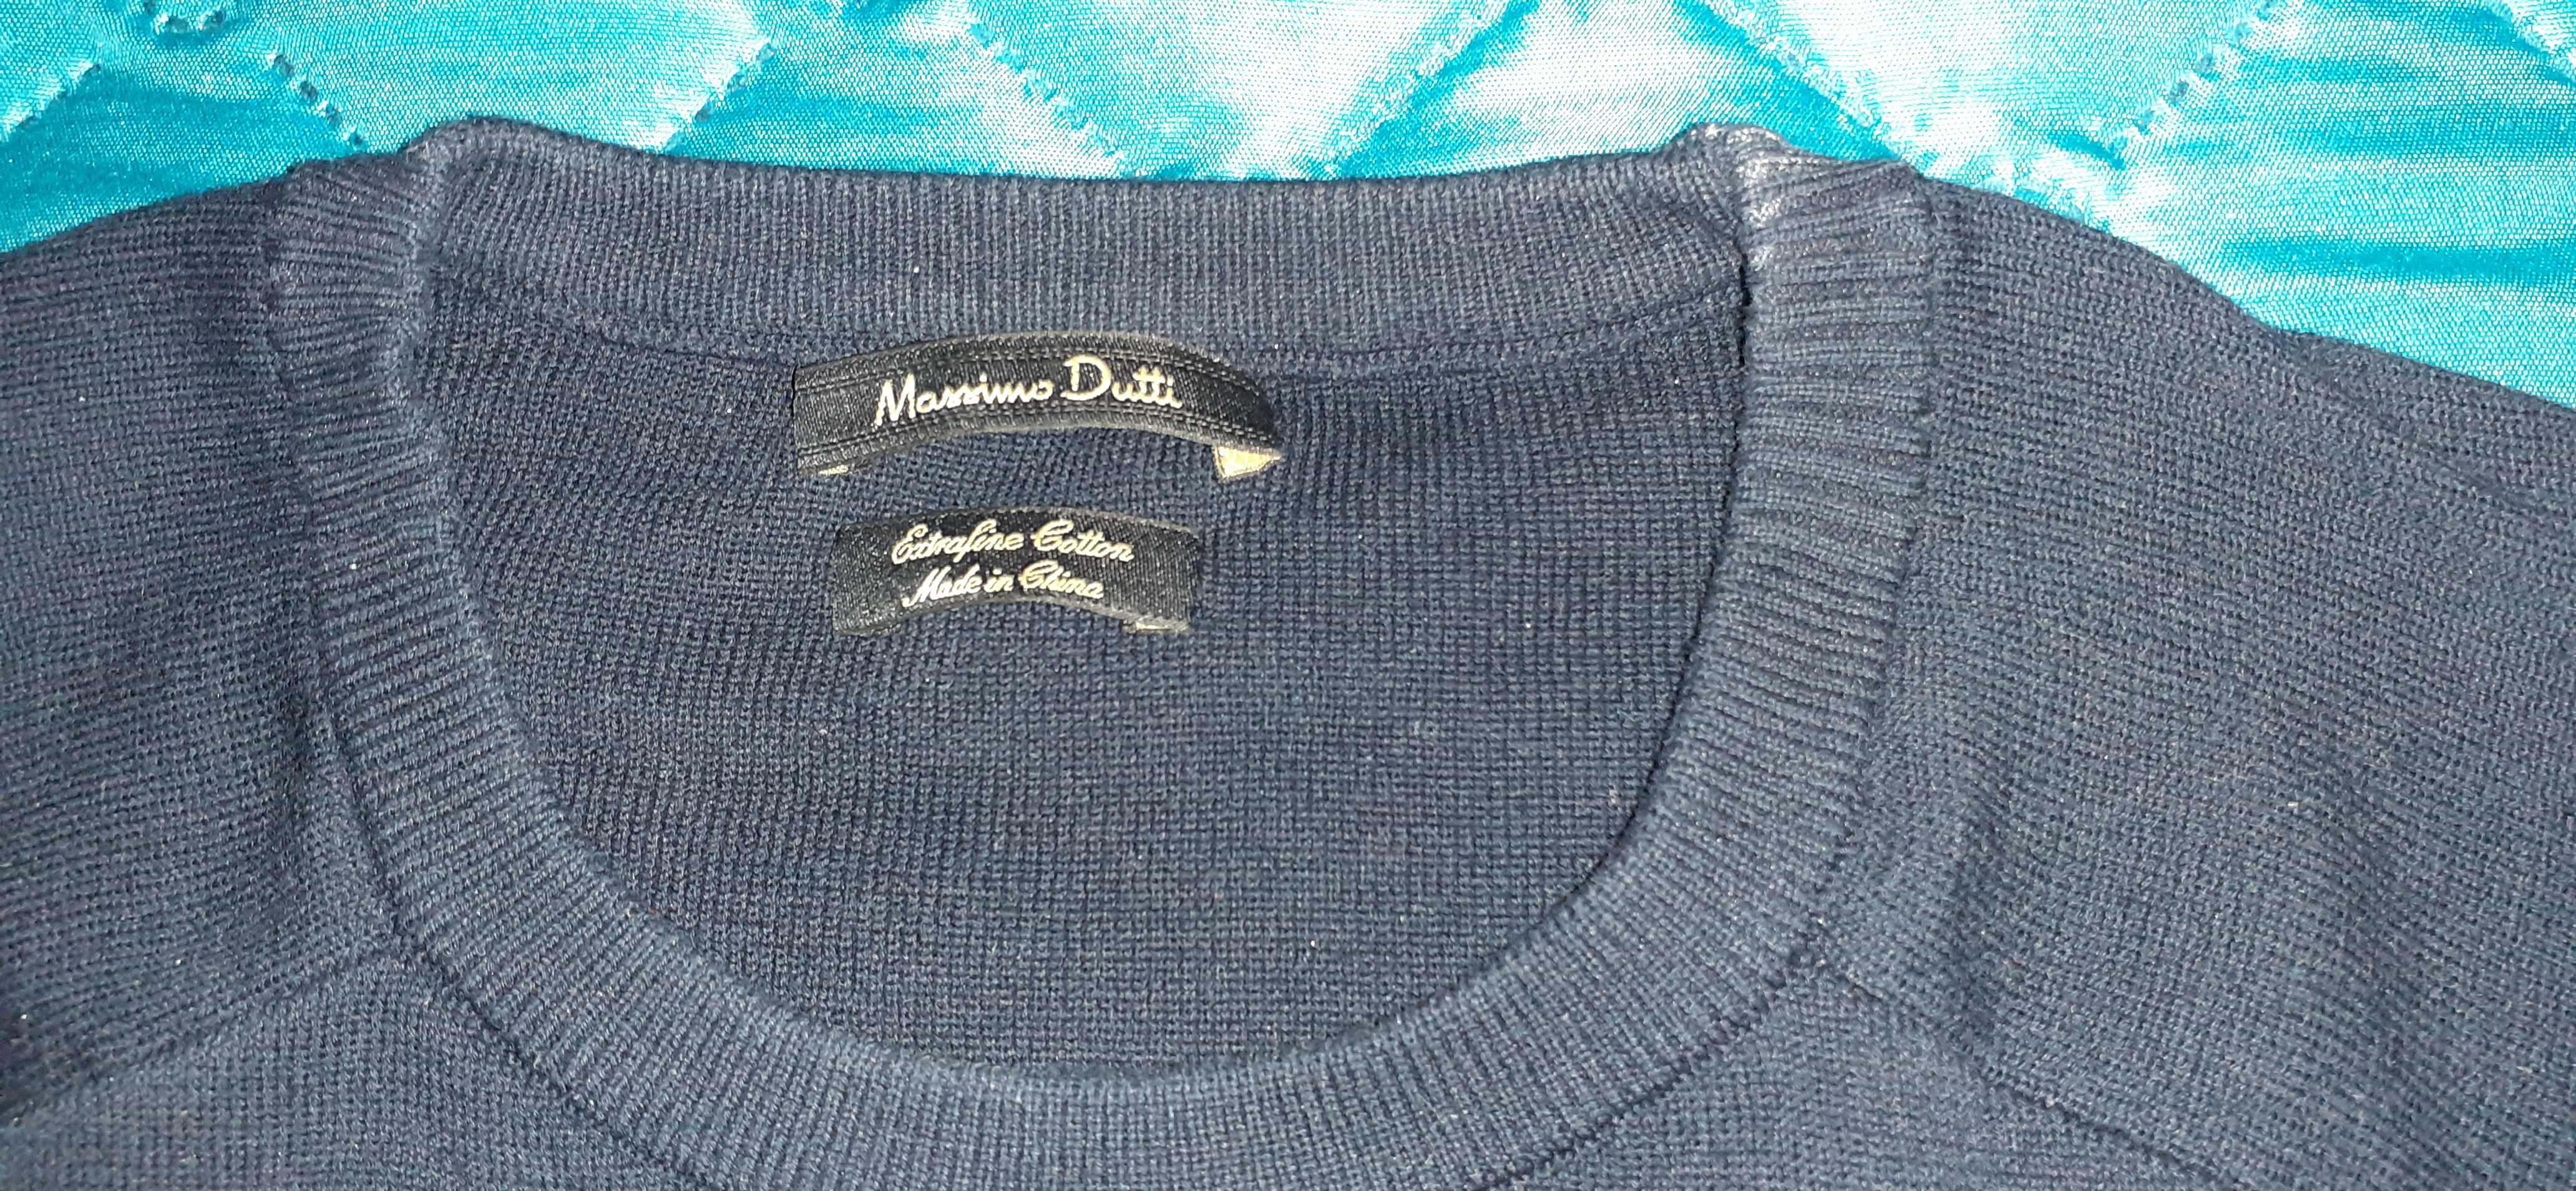 Massimo Dutti
Extrafine Cotton
Made in China